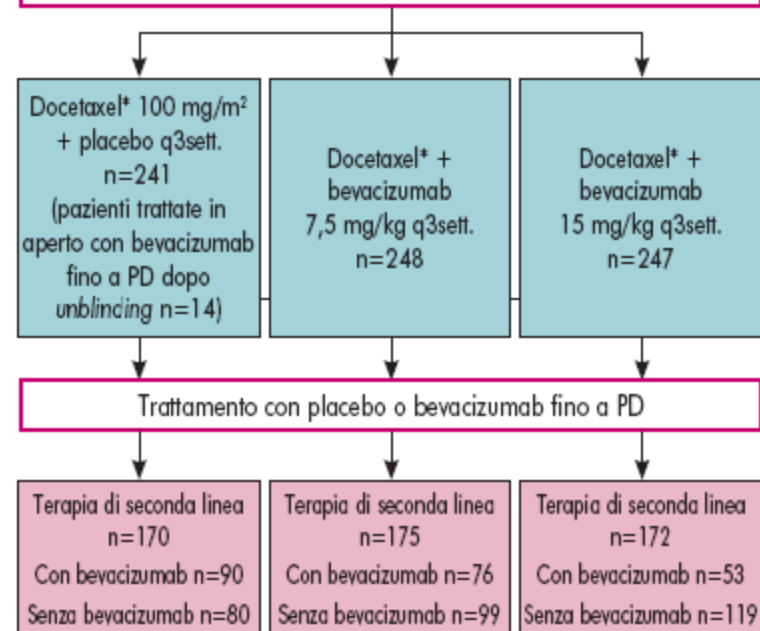 Docetaxel* 100 mg/m²
+ placebo q3sett.
n=241
(pazienti trattate in
aperto con bevacizumab
fino a PD dopo
unblinding n=14)
Docetaxel* +
bevacizumab
7,5 mg/kg q3sett.
n=248
Docetaxel* +
bevacizumab
15 mg/kg q3sett.
n=247
Trattamento con placebo o bevacizumab fino a PD
Terapia di seconda linea
n=170
Con bevacizumab n=90
Senza bevacizumab n=80
Terapia di seconda linea
n=175
Con bevacizumab n=76
Senza bevacizumab n=99
Terapia di seconda linea
n=172
Con bevacizumab n=53
Senza bevacizumab n=119